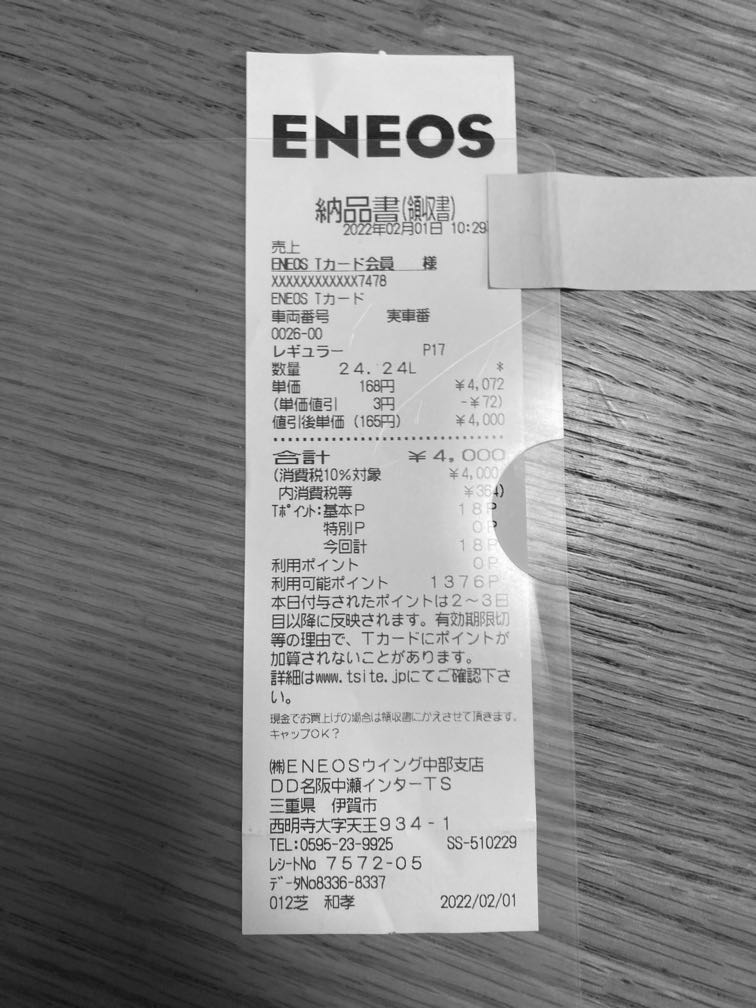 ENEOS
納品書(領収書)
2022年02月01日 10:29
売上
ENEOS Tカード会員 様
XXXXXXXXXXXX7478
ENEOS Tカード
車両番号 実車番
0026-00
レギュラー P17
数量 24.24L *
単価 168円 ¥4,072
(単価値引 3円 -¥72)
値引後単価 (165円) ¥4,000
合計 ¥4,000
(消費税10%対象 ¥4,000
内消費税等 ¥364)
Tポイント:基本P 18P
特別P 0P
今回計 18P
利用ポイント 0P
利用可能ポイント 1376P
本日付与されたポイントは2~3日
目以降に反映されます。有効期限切
等の理由で、Tカードにポイントが
加算されないことがあります。
詳細はwww.tsite.jpにてご確認下さ
い。
現金でお買上げの場合は領収書にかえさせて頂きます。
キャップOK?
㈱ENEOSウイング中部支店
DD名阪中瀬インターTS
三重県 伊賀市
西明寺大字天王934-1
TEL:0595-23-9925 SS-510229
レシートNo 7572-05
データNo8336-8337
012芝 和孝 2022/02/01